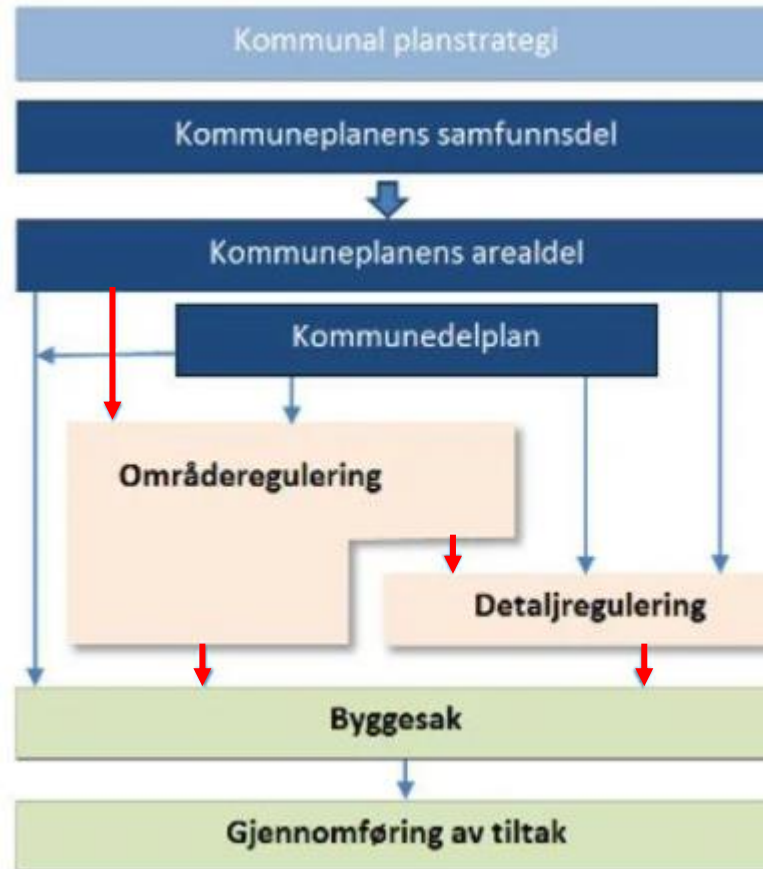 Kommunal planstrategi
Kommuneplanens samfunnsdel
Kommuneplanens arealdel
Kommunedelplan
Områderegulering
Detaljregulering
Byggesak
Gjennomføring av tiltak